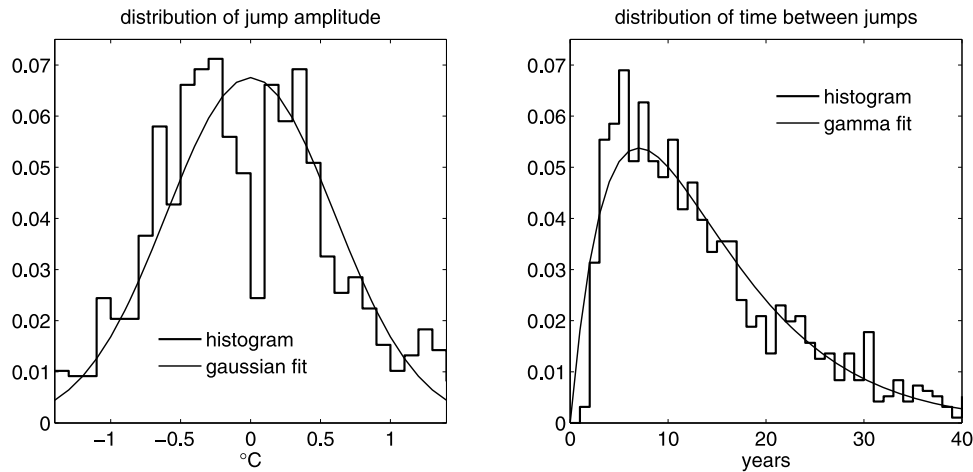 distribution of jump amplitude
0.07
0.06
0.05
0.04
0.03
0.02
0.01
0
histogram
gaussian fit
−1 −0.5 0 0.5 1
°C
distribution of time between jumps
0.07
0.06
0.05
0.04
0.03
0.02
0.01
0
histogram
gamma fit
0 10 20 30 40
years